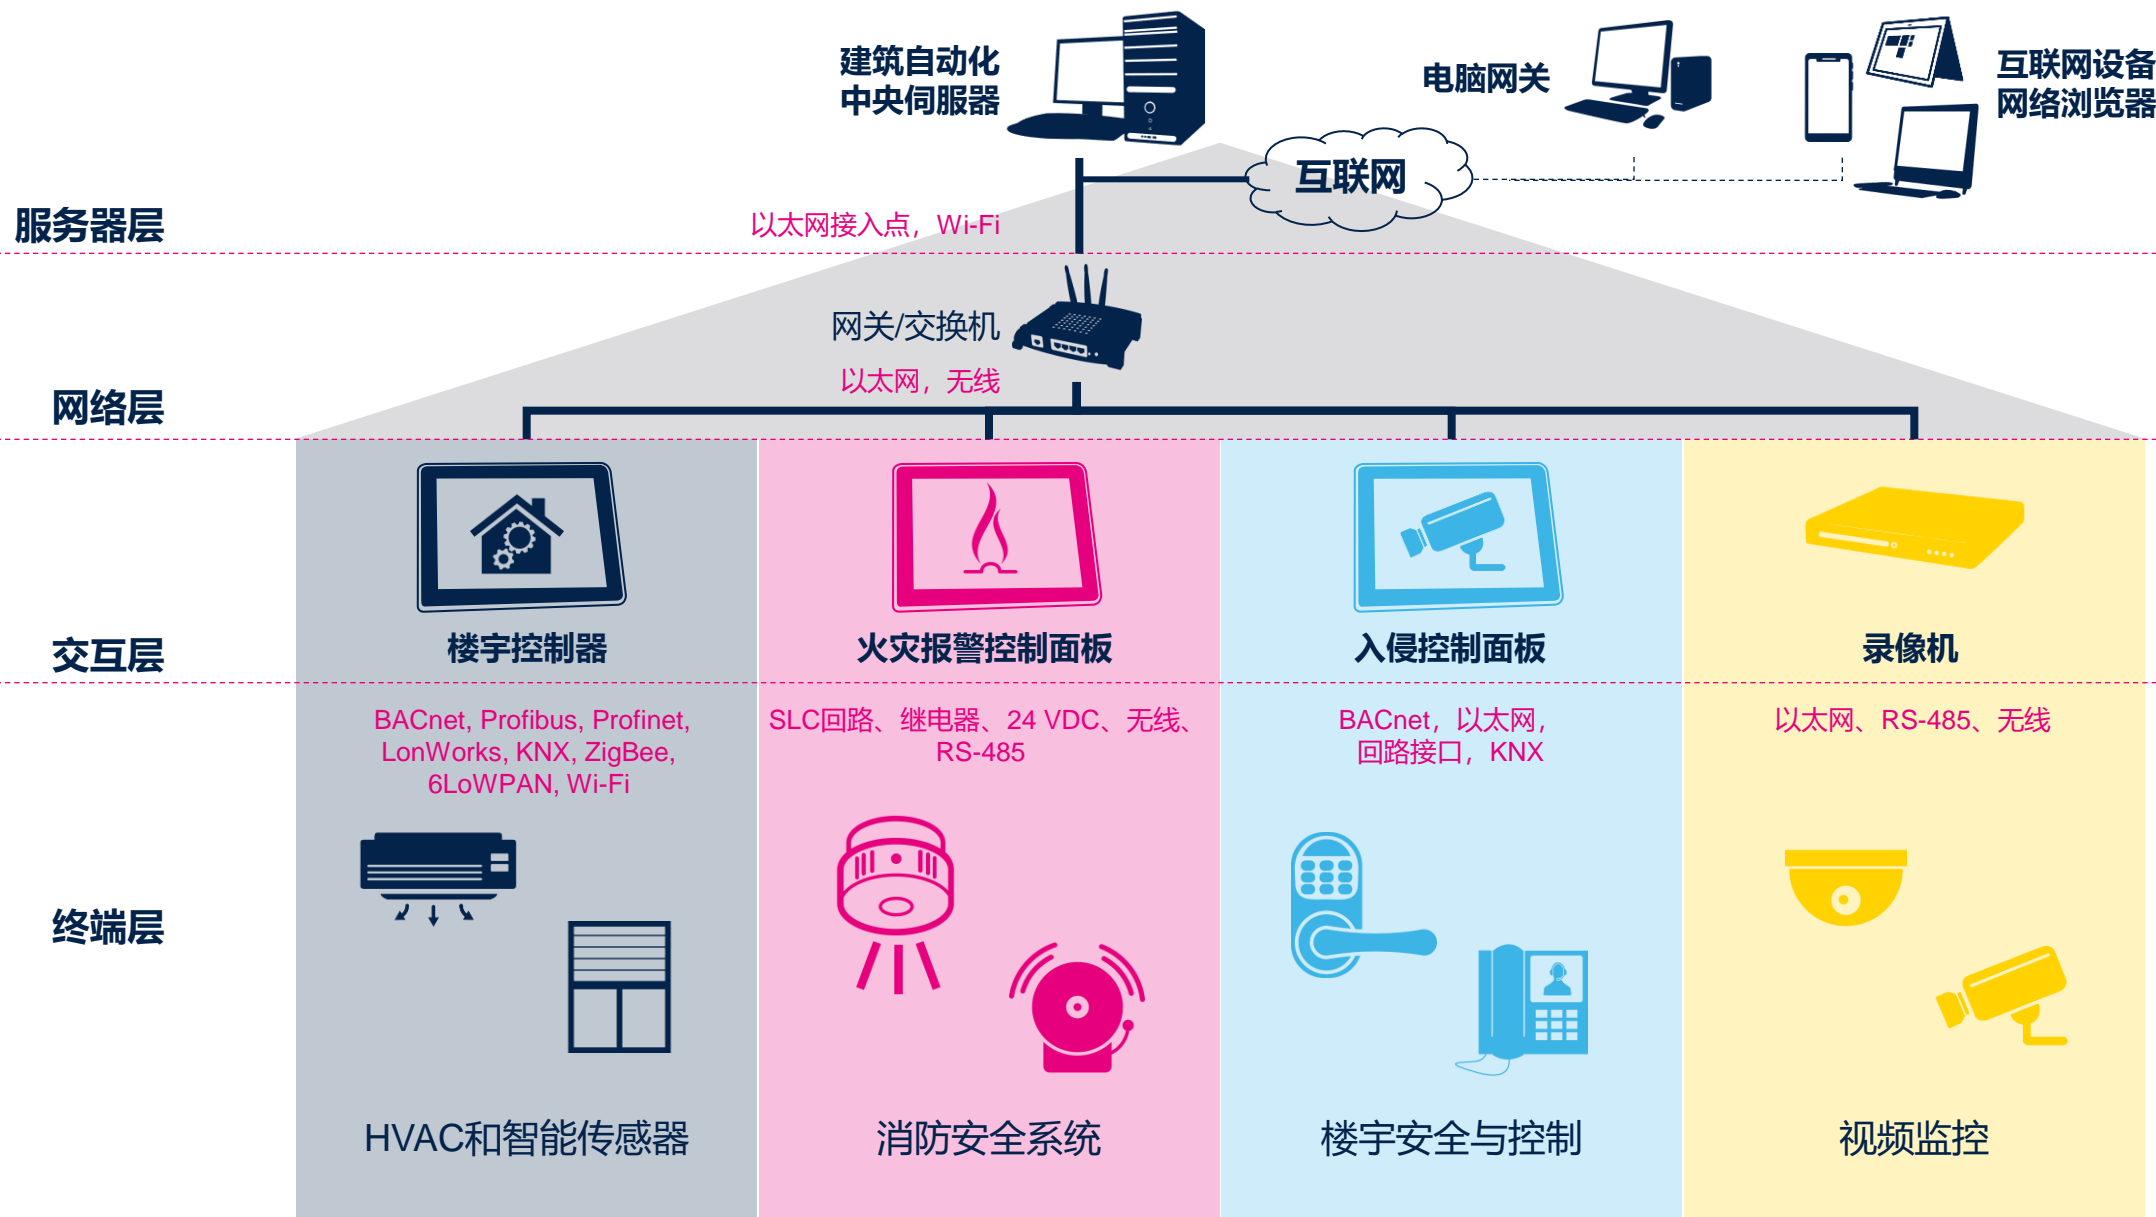 建筑自动化
中央伺服器
电脑网关
互联网设备
网络浏览器
互联网
服务器层
以太网接入点，Wi-Fi
网关/交换机
以太网，无线
网络层
交互层
楼宇控制器
火灾报警控制面板
入侵控制面板
录像机
BACnet, Profibus, Profinet,
LonWorks, KNX, ZigBee,
6LoWPAN, Wi-Fi
SLC回路、继电器、24 VDC、无线、
RS-485
BACnet，以太网，
回路接口，KNX
以太网、RS-485、无线
终端层
HVAC和智能传感器
消防安全系统
楼宇安全与控制
视频监控